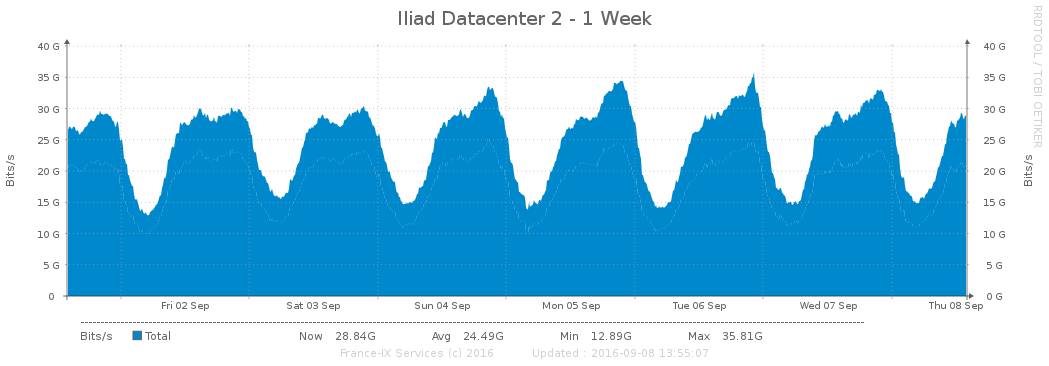 Iliad Datacenter 2 - 1 Week
RRDTOOL / TOBI OETIKER
Bits/s
40 G 40 G
35 G 35 G
30 G 30 G
25 G 25 G
20 G 20 G
15 G 15 G
10 G 10 G
5 G 5 G
0 0 G
Bits/s
Fri 02 Sep Sat 03 Sep Sun 04 Sep Mon 05 Sep Tue 06 Sep Wed 07 Sep Thu 08 Sep
Bits/s Total Now 28.84G Avg 24.49G Min 12.89G Max 35.81G
France-IX Services (c) 2016 Updated : 2016-09-08 13:55:07